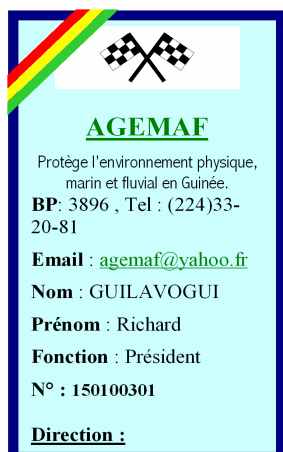 AGEMAF
Protège l'environnement physique,
marin et fluvial en Guinée.
BP: 3896 , Tel : (224)33-
20-81
Email : agemaf@yahoo.fr
Nom : GUILAVOGUI
Prénom : Richard
Fonction : Président
N° : 150100301
Direction :